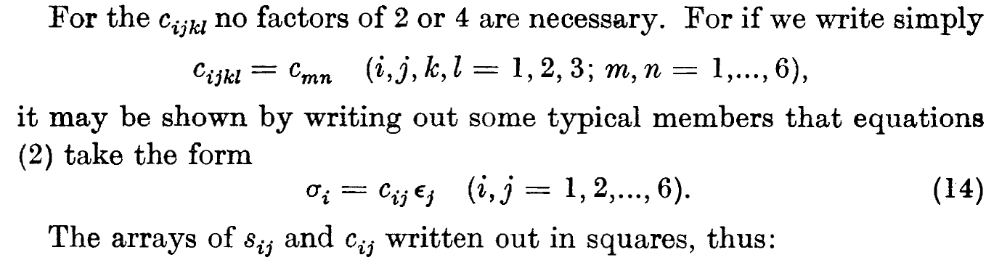 For the c_{ijkl} no factors of 2 or 4 are necessary. For if we write simply
c_{ijkl} = c_{mn} (i, j, k, l = 1, 2, 3; m, n = 1,..., 6),
it may be shown by writing out some typical members that equations
(2) take the form
σ_i = c_{ij} ϵ_j (i, j = 1, 2,..., 6). (14)
The arrays of s_{ij} and c_{ij} written out in squares, thus: